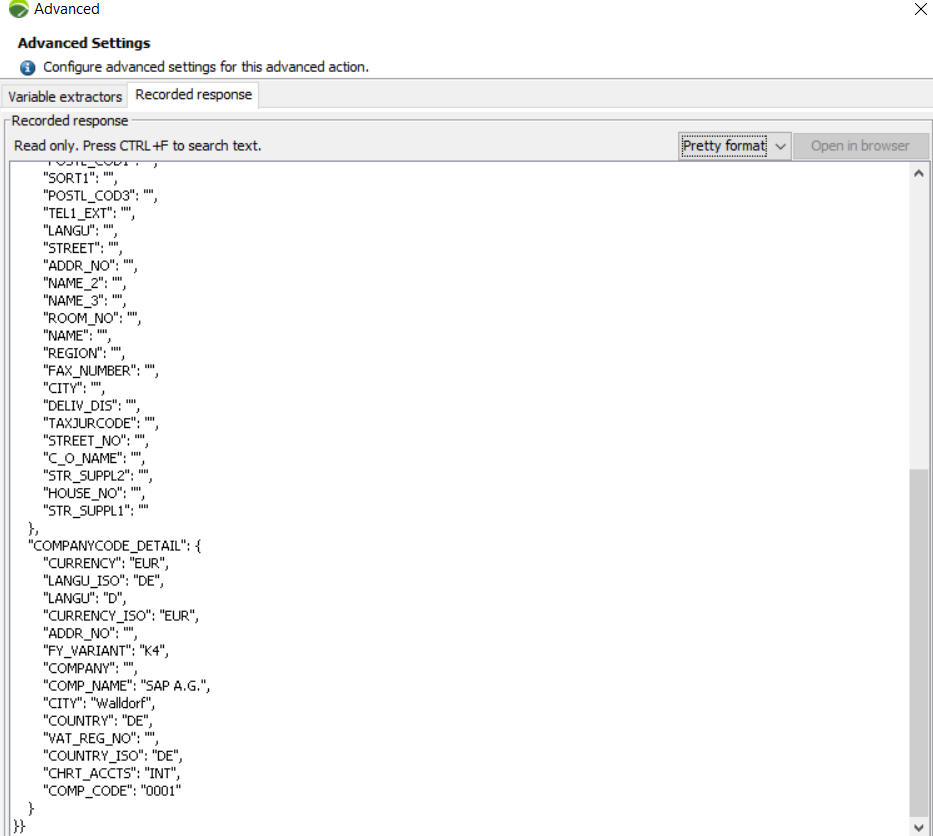 Advanced
Advanced Settings
Configure advanced settings for this advanced action.
Variable extractors
Recorded response
Recorded response
Read only. Press CTRL+F to search text.
Pretty format
Open in browser
"SORT1": "",
"POSTL_COD3": "",
"TEL1_EXT": "",
"LANGU": "",
"STREET": "",
"ADDR_NO": "",
"NAME_2": "",
"NAME_3": "",
"ROOM_NO": "",
"NAME": "",
"REGION": "",
"FAX_NUMBER": "",
"CITY": "",
"DELIV_DIS": "",
"TAXJURCODE": "",
"STREET_NO": "",
"C_O_NAME": "",
"STR_SUPPL2": "",
"HOUSE_NO": "",
"STR_SUPPL1": ""
},
"COMPANYCODE_DETAIL": {
"CURRENCY": "EUR",
"LANGU_ISO": "DE",
"LANGU": "D",
"CURRENCY_ISO": "EUR",
"ADDR_NO": "",
"FY_VARIANT": "K4",
"COMPANY": "",
"COMP_NAME": "SAP A.G.",
"CITY": "Walldorf",
"COUNTRY": "DE",
"VAT_REG_NO": "",
"COUNTRY_ISO": "DE",
"CHRT_ACCTS": "INT",
"COMP_CODE": "0001"
}
}}